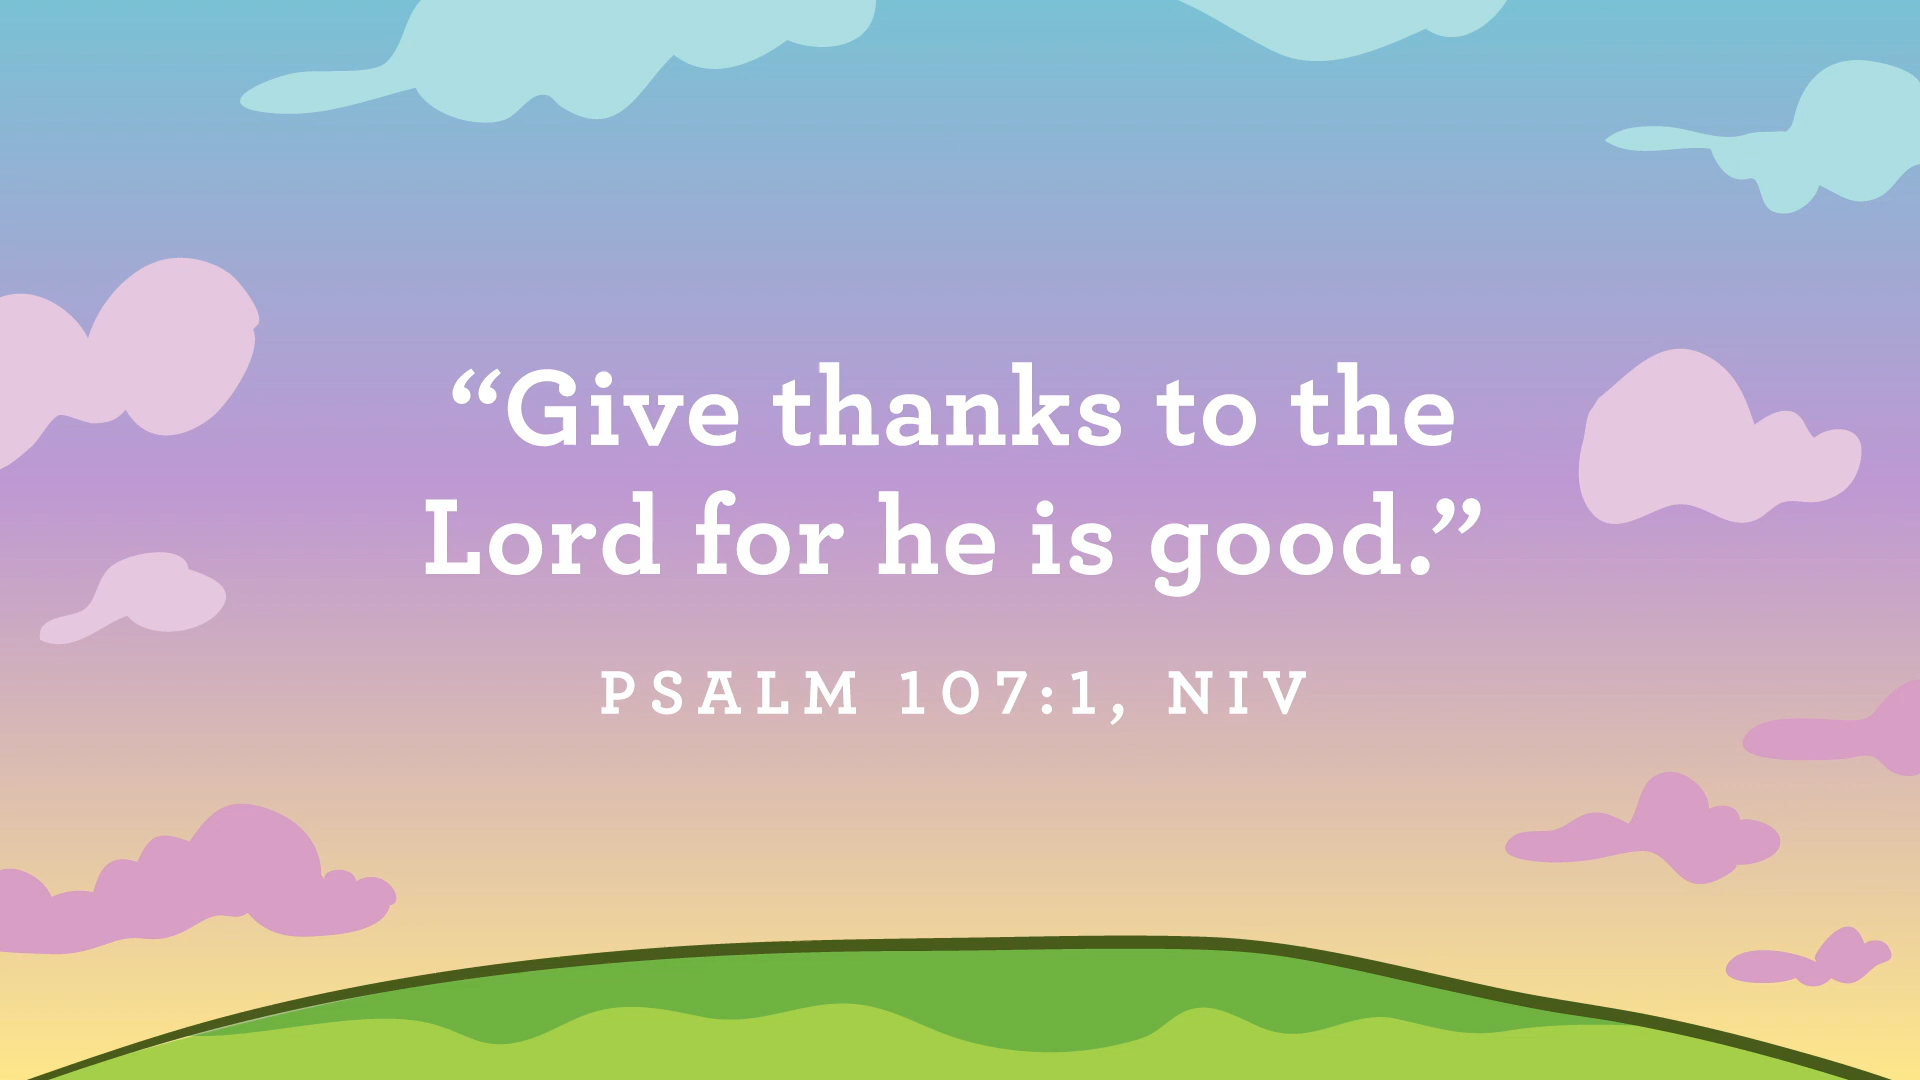 “Give thanks to the
Lord for he is good.”
PSALM 107:1, NIV